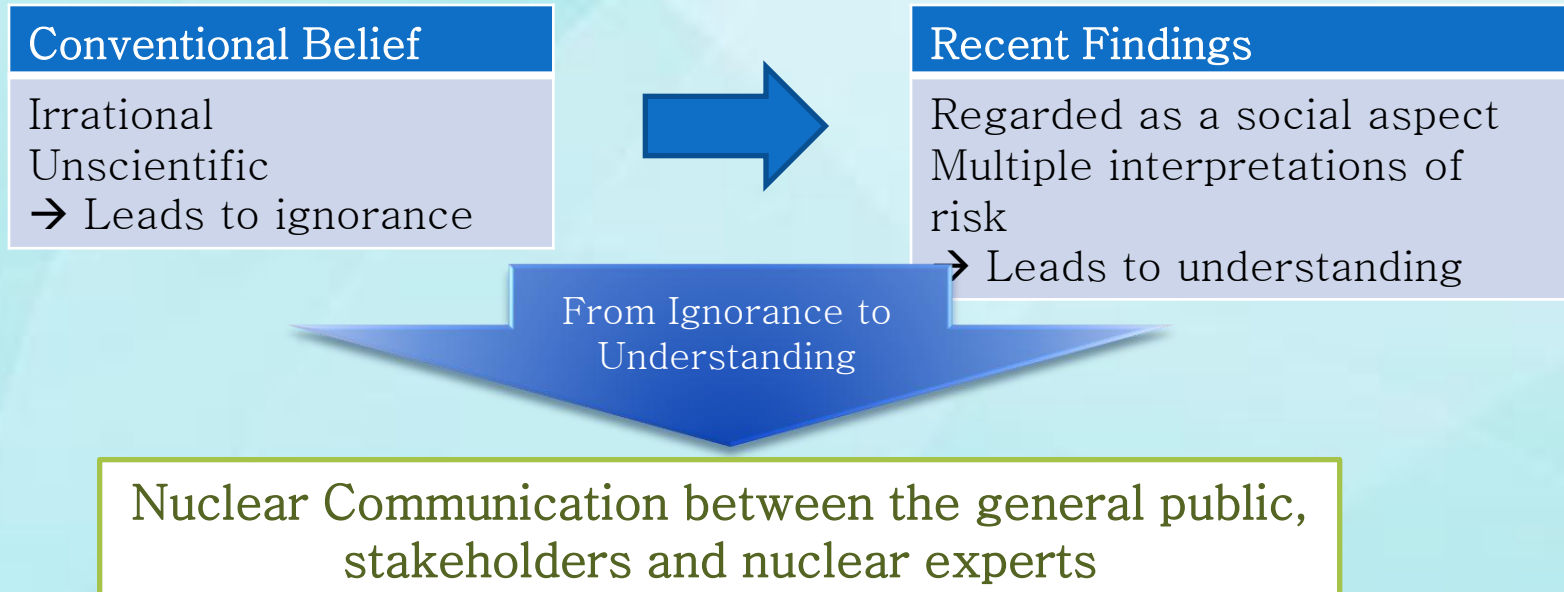 Conventional Belief
Irrational
Unscientific
→ Leads to ignorance
Recent Findings
Regarded as a social aspect
Multiple interpretations of
risk
→ Leads to understanding
From Ignorance to
Understanding
Nuclear Communication between the general public,
stakeholders and nuclear experts